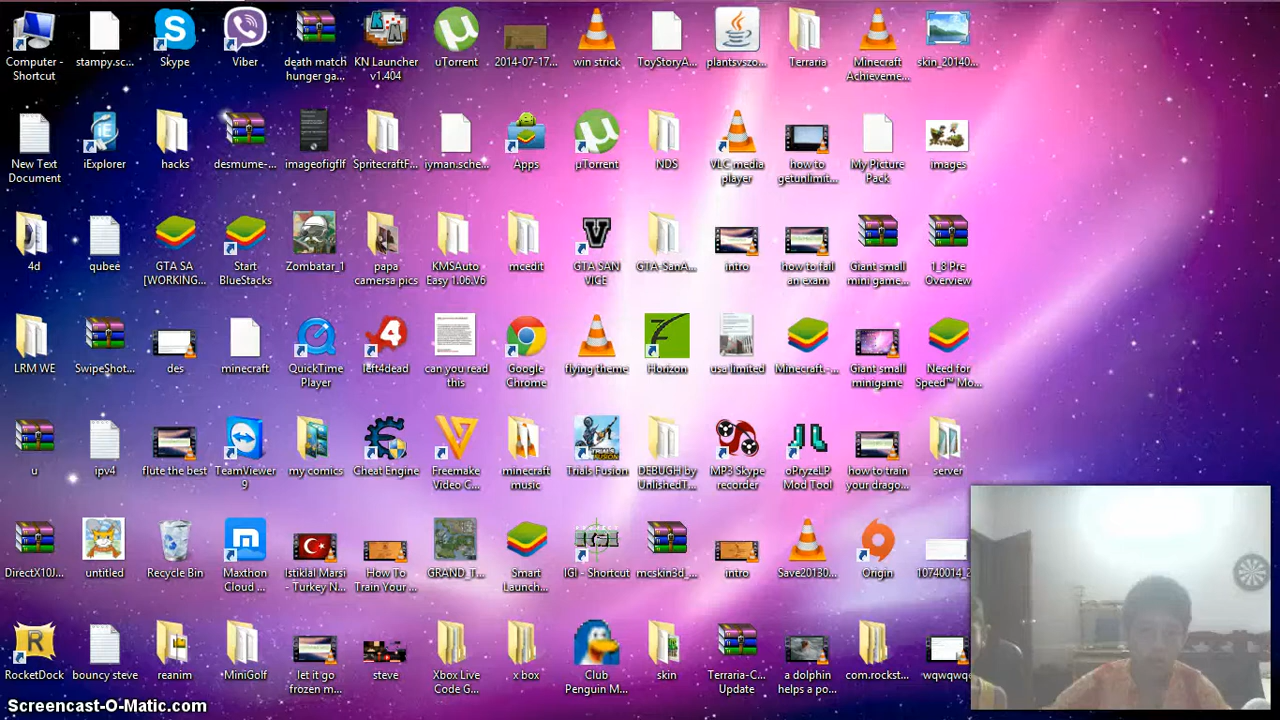 Computer - Shortcut
stampy.sc...
Skype
Viber
death match hunger ga...
KN Launcher v1.404
uTorrent
2014-07-17...
win strick
ToyStoryA...
plantsvszo...
Terraria
Minecraft Achieveme...
skin_20140...
New Text Document
iExplorer
hacks
desmume-...
imagefigflf
SpritecraftF...
iyman.sche...
Apps
µTorrent
NDS
VLC media player
how to getunlimit...
My Picture Pack
images
4d
qubee
GTA SA [WORKING...
Start BlueStacks
Zombatar_1
papa camersa pics
KMSAuto Easy 1.06.V6
mcedit
GTA SAN VICE
GTA-SanA...
intro
how to fail an exam
Giant small mini game...
1_8 Pre Overview
LRM WE
SwipeShot...
des
minecraft
QuickTime Player
left4dead
can you read this
Google Chrome
flying theme
Horizon
usa limited
Minecraft.-...
Giant small minigame
Need for Speed™ Mo...
u
ipv4
flute the best
TeamViewer 9
my comics
Cheat Engine
Freemake Video C...
minecraft music
Trials Fusion
DEBUGH by UnlishedT...
MP3 Skype recorder
oPryzeLP Mod Tool
how to train your drago...
server
DirectX10J...
untitled
Recycle Bin
Maxthon Cloud ...
Istiklal Marsi - Turkey N...
How To Train Your ...
GRAND_T...
Smart Launch...
IGI - Shortcut
mcskin3d_...
intro
Save20130...
Origin
10740014_2
RocketDock
bouncy steve
reanim
MiniGolf
let it go frozen m...
steve
Xbox Live Code G...
x box
Club Penguin M...
skin
Terraria-C... Update
a dolphin helps a po...
com.rockst...
wqwqwq
Screencast-O-Matic.com